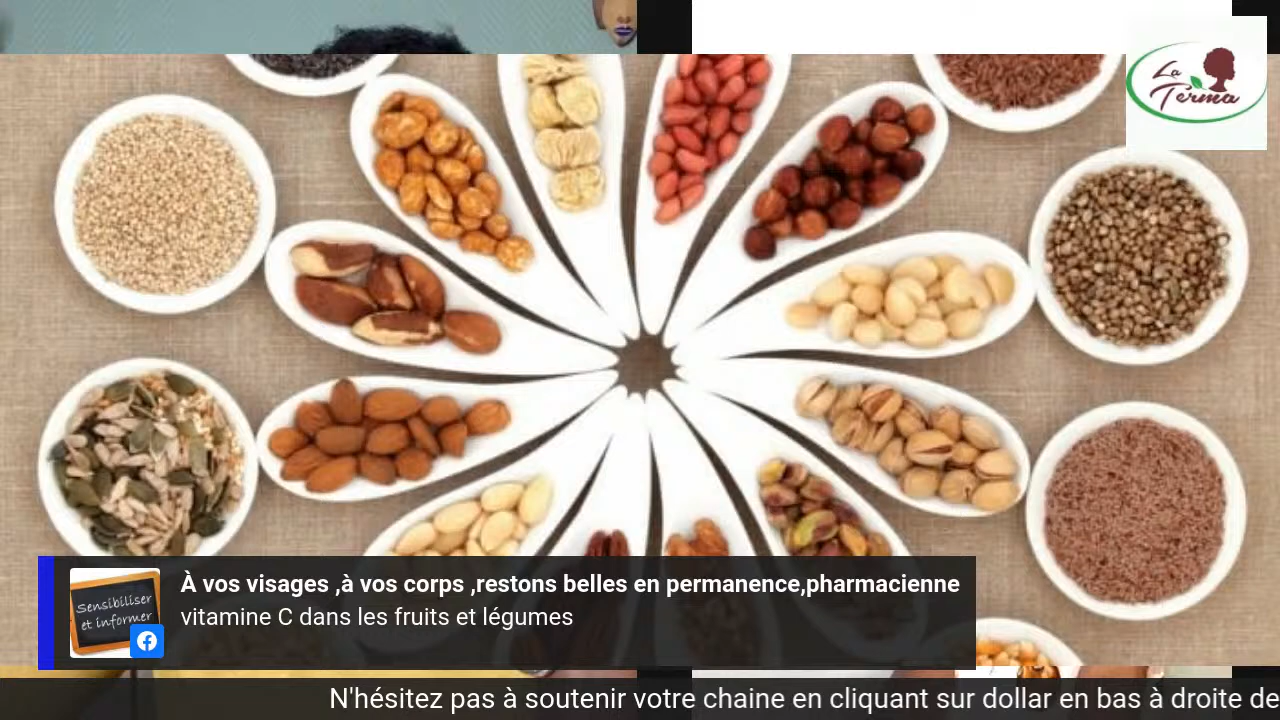 La
Terma
À vos visages ,à vos corps ,restons belles en permanence,pharmacienne
Sensibiliser
et informer
vitamine C dans les fruits et légumes
N'hésitez pas à soutenir votre chaine en cliquant sur dollar en bas à droite de